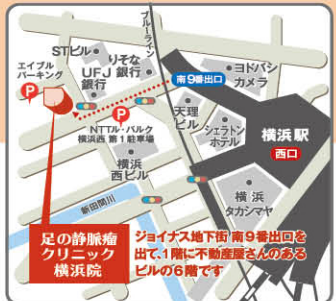 ブルーライン
STビル
りそな
UFJ 銀行
銀行
エイブル
パーキング
P
南9番出口
ヨドバシ
カメラ
P
NTTル・パルク
横浜西 第1駐車場
天理
ビル
シェラトン
ホテル
横浜駅
西口
横浜
西ビル
新田間川
横浜
タカシマヤ
足の静脈瘤
クリニック
横浜院
ジョイナス地下街 南9番出口を
出て、1階に不動産屋さんのある
ビルの6階です